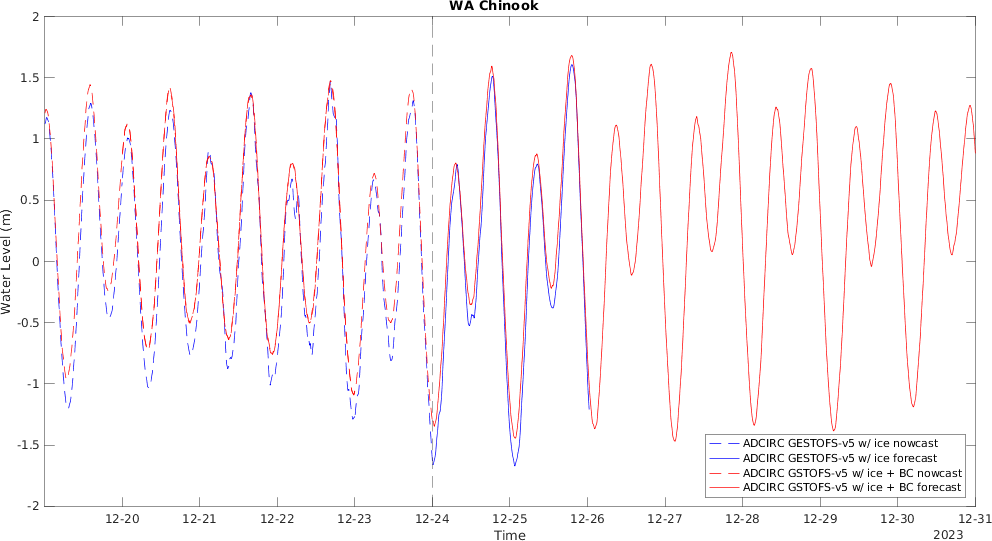 WA Chinook
2
1.5
1
0.5
0
-0.5
-1
-1.5
-2
Water Level (m)
12-20 12-21 12-22 12-23 12-24 12-25 12-26 12-27 12-28 12-29 12-30 12-31
Time
2023
ADCIRC GESTOFS-v5 w/ ice nowcast
ADCIRC GESTOFS-v5 w/ ice forecast
ADCIRC GSTOFS-v5 w/ ice + BC nowcast
ADCIRC GSTOFS-v5 w/ ice + BC forecast